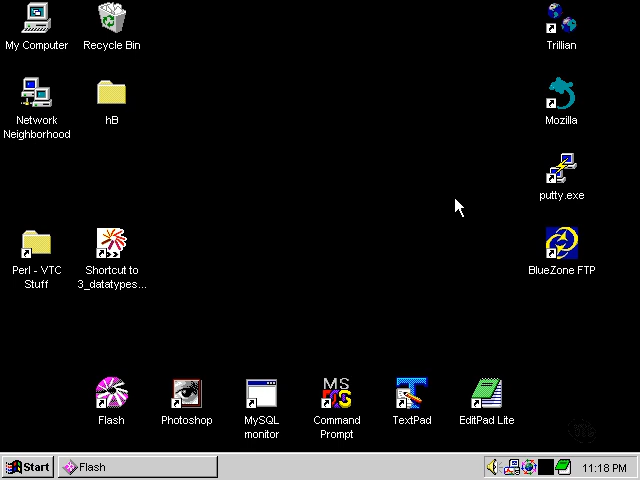 My Computer
Recycle Bin
Trillian
Network
Neighborhood
hB
Mozilla
putty.exe
Perl - VTC
Stuff
Shortcut to
3_datatypes...
BlueZone FTP
MS
Flash
Photoshop
MySQL
monitor
Command
Prompt
TextPad
EditPad Lite
Start
Flash
11:18 PM